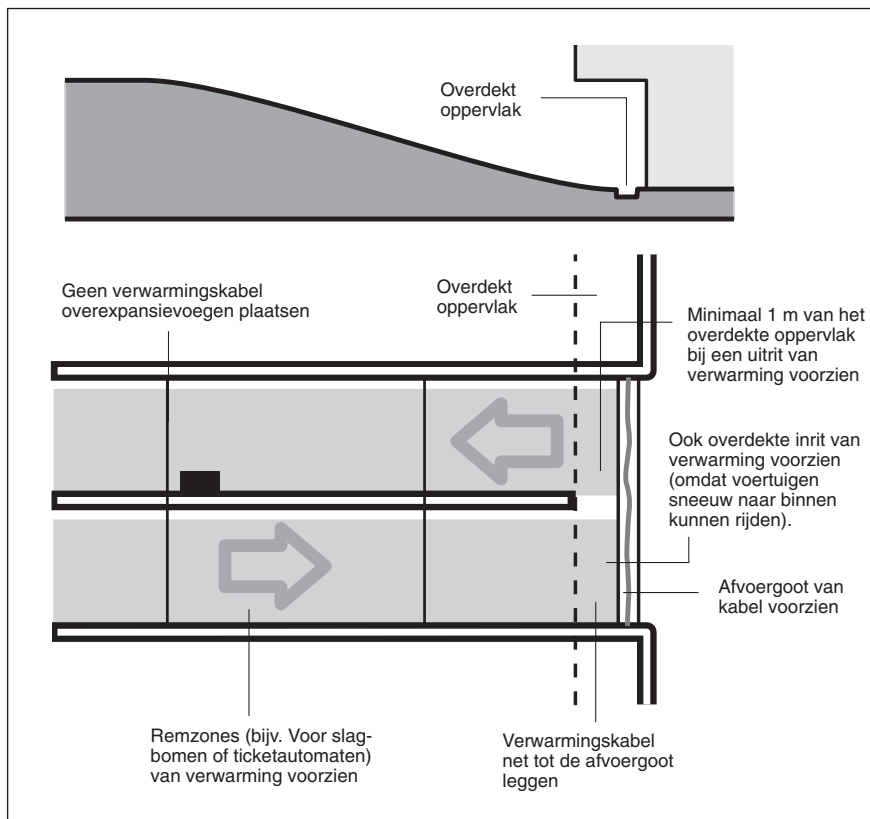 Overdekt
oppervlak
Geen verwarmingskabel
overexpansievoegen plaatsen
Overdekt
oppervlak
Minimaal 1 m van het
overdekte oppervlak
bij een uitrit van
verwarming voorzien
Ook overdekte inrit van
verwarming voorzien
(omdat voertuigen
sneeuw naar binnen
kunnen rijden).
Afvoergoot van
kabel voorzien
Remzones (bijv. Voor slag-
bomen of ticketautomaten)
van verwarming voorzien
Verwarmingskabel
net tot de afvoergoot
leggen